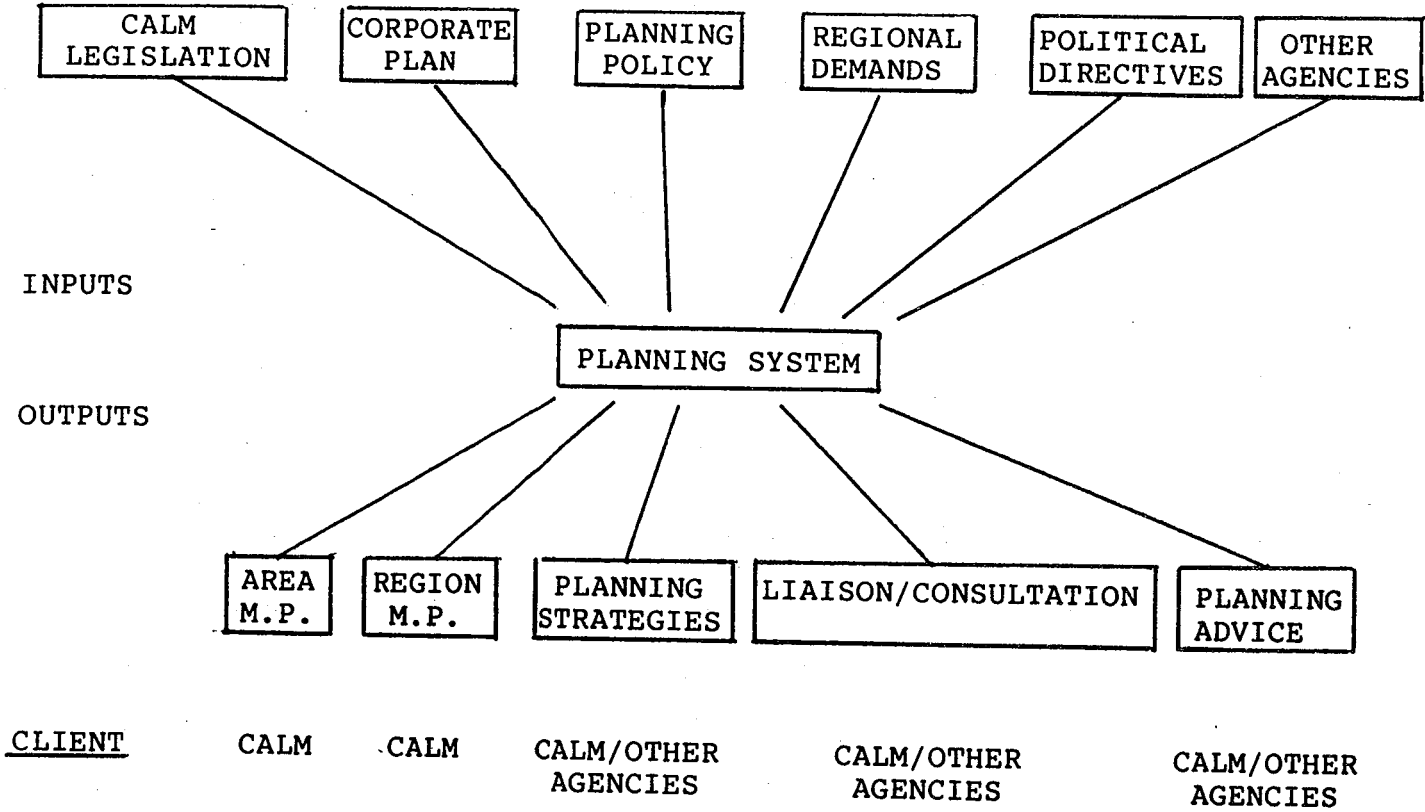 CALM
LEGISLATION
CORPORATE
PLAN
PLANNING
POLICY
REGIONAL
DEMANDS
POLITICAL
DIRECTIVES
OTHER
AGENCIES
INPUTS
PLANNING SYSTEM
OUTPUTS
AREA
M.P.
REGION
M.P.
PLANNING
STRATEGIES
LIAISON/CONSULTATION
PLANNING
ADVICE
CLIENT
CALM
CALM
CALM/OTHER
AGENCIES
CALM/OTHER
AGENCIES
CALM/OTHER
AGENCIES